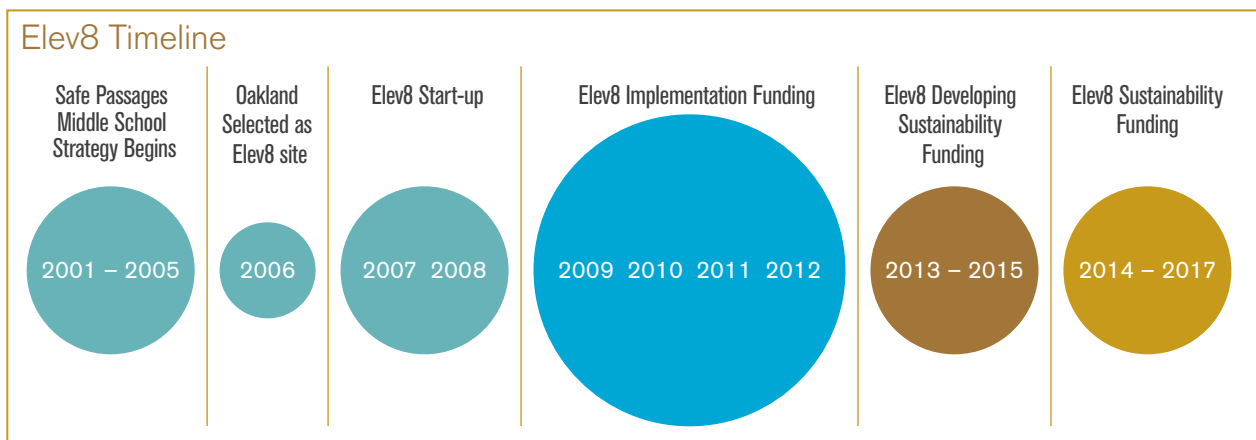 Elev8 Timeline
Safe Passages
Middle School
Strategy Begins
2001 – 2005
Oakland
Selected as
Elev8 site
2006
Elev8 Start-up
2007 2008
Elev8 Implementation Funding
2009 2010 2011 2012
Elev8 Developing
Sustainability
Funding
2013 – 2015
Elev8 Sustainability
Funding
2014 – 2017